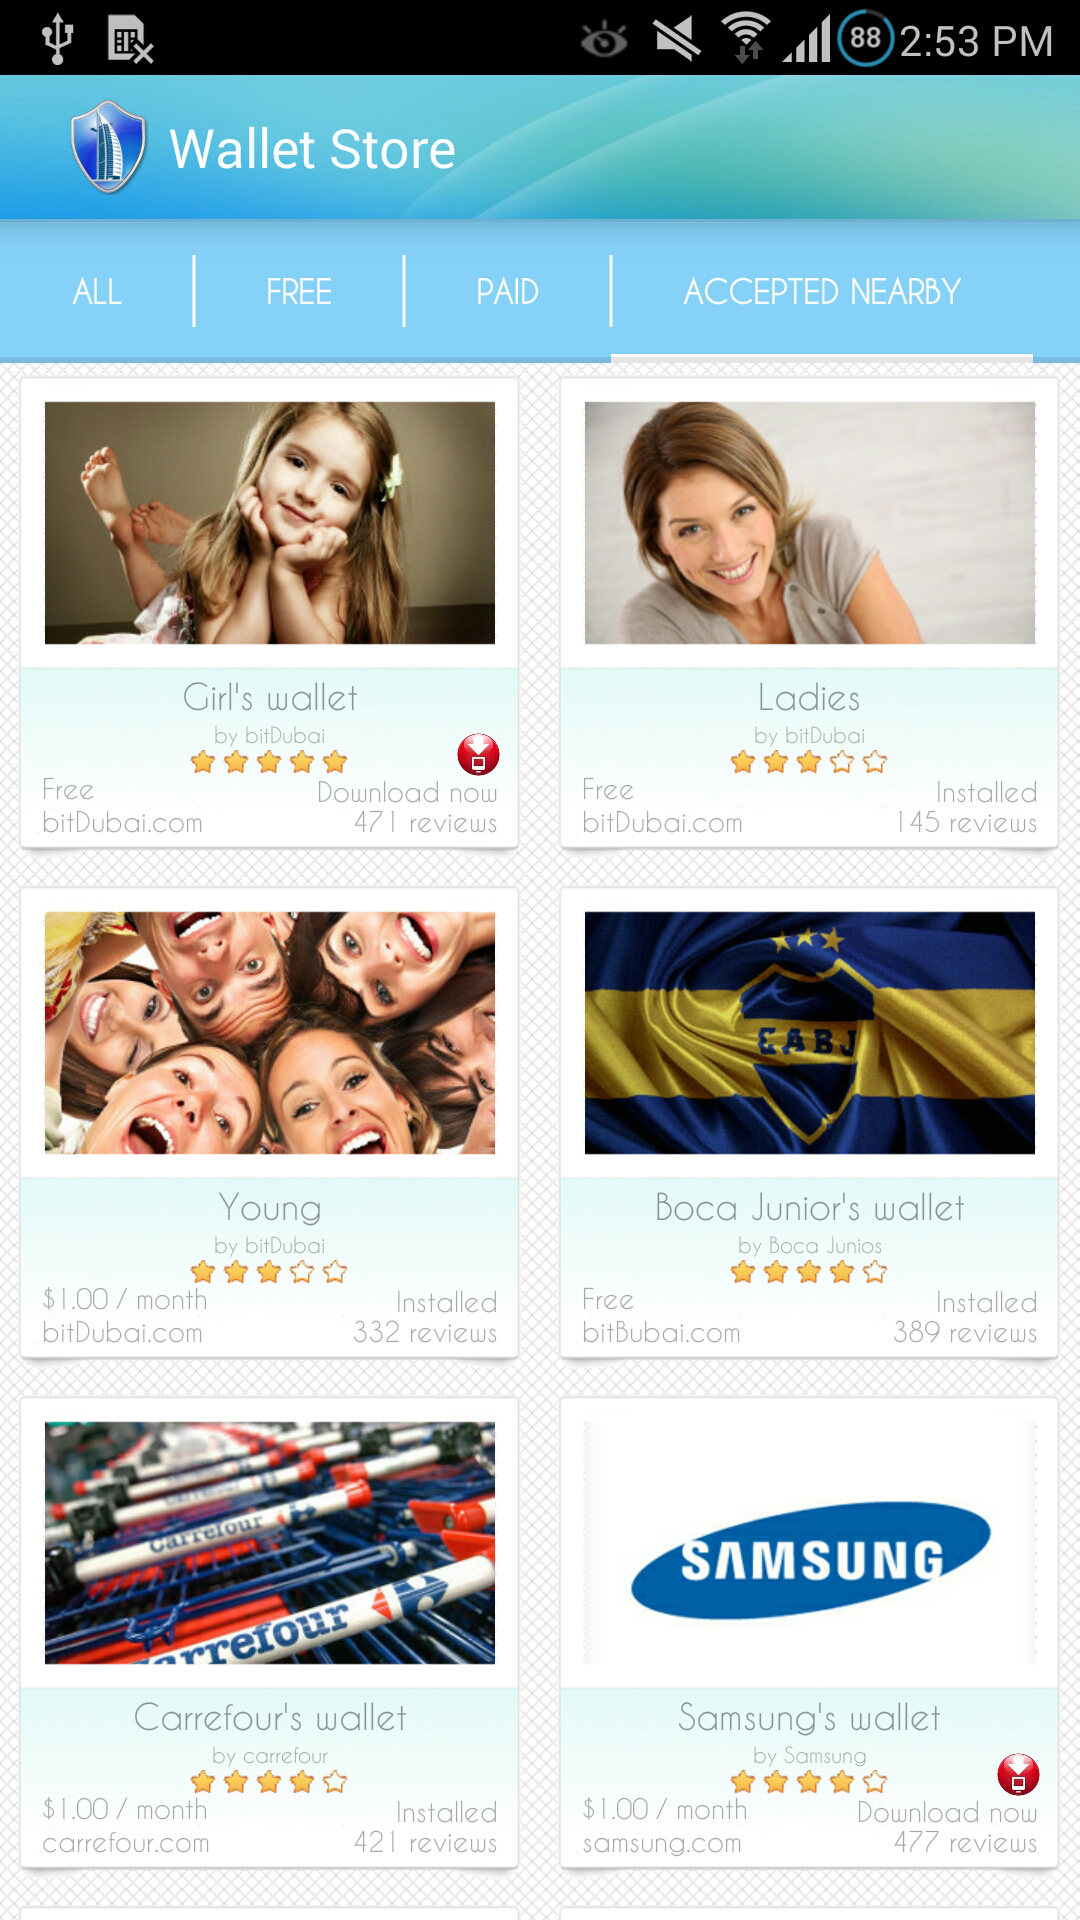 88 2:53 PM
Wallet Store
ALL FREE PAID ACCEPTED NEARBY
Girl's wallet
by bitDubai
Free
Download now
bitDubai.com
471 reviews
Ladies
by bitDubai
Free
Installed
bitDubai.com
145 reviews
Young
by bitDubai
$1.00 / month
Installed
bitDubai.com
332 reviews
CABJ
Boca Junior's wallet
by Boca Junios
Free
Installed
bitBubai.com
389 reviews
Carrefour
arrefour
Carrefour's wallet
by carrefour
$1.00 / month
Installed
carrefour.com
421 reviews
SAMSUNG
Samsung's wallet
by Samsung
$1.00 / month
Download now
samsung.com
477 reviews